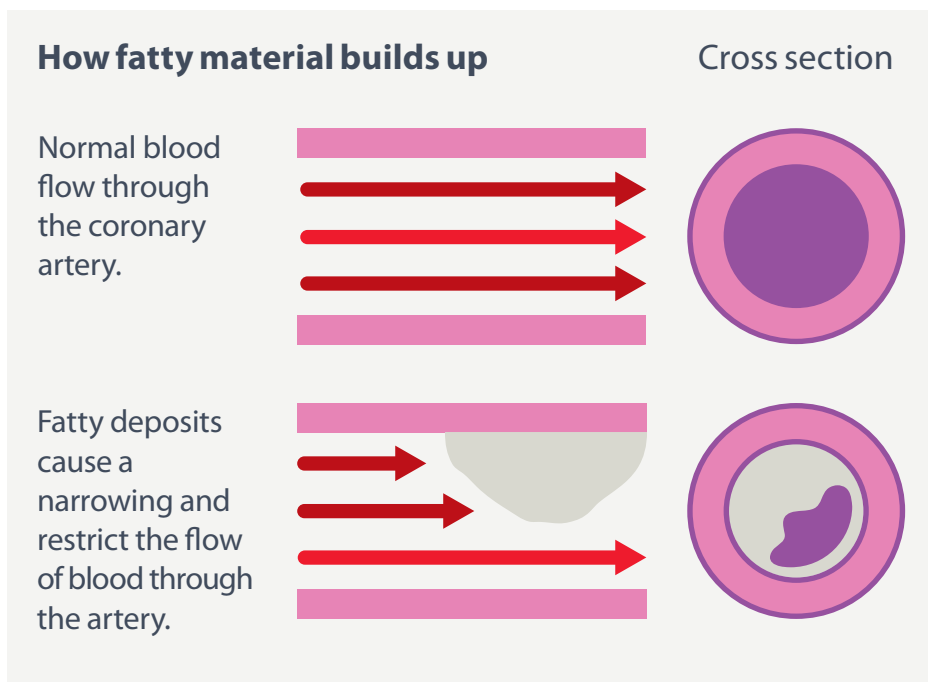 How fatty material builds up
Cross section
Normal blood
flow through
the coronary
artery.
Fatty deposits
cause a
narrowing and
restrict the flow
of blood through
the artery.